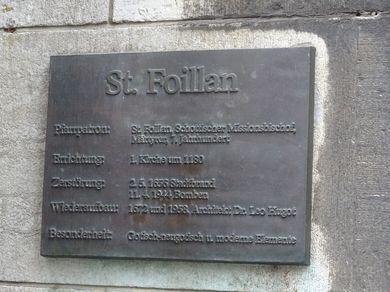 St. Foillan
Pfarrpatron: St. Foillan, Schottischer Missionsbischof,
Märtyrer, 7. Jahrhundert
Errichtung: 1. Kirche um 1180
Zerstörung: 2. 5. 1656 Stadtbrand
11. 4. 1944 Bomben
Wiederaufbau: 1672 und 1958, Architekt, Dr. Leo Hugot
Besonderheit: Gotisch-neugotisch u. moderne Elemente